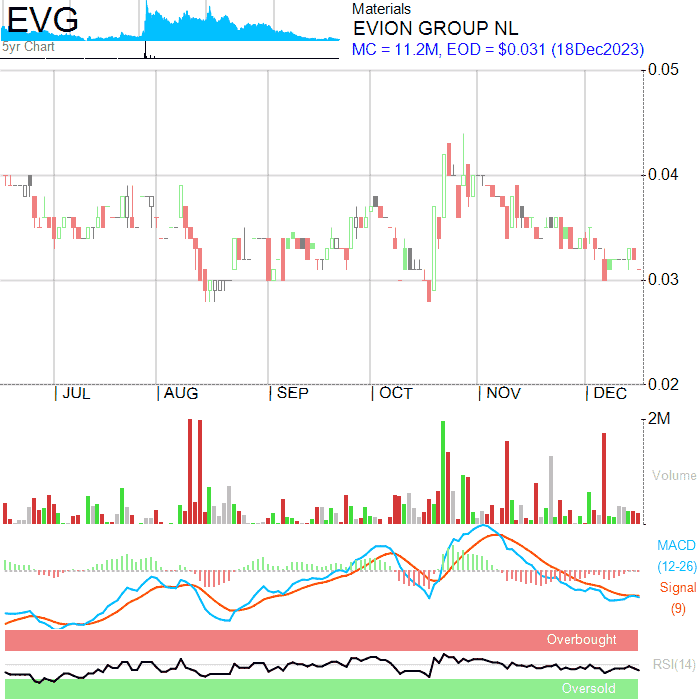 EVG
5yr Chart
Materials
EVION GROUP NL
MC = 11.2M, EOD = $0.031 (18Dec2023)
0.05
0.04
0.03
0.02
JUL AUG SEP OCT NOV DEC
2M
Volume
MACD
(12-26)
Signal
(9)
Overbought
RSI(14)
Oversold